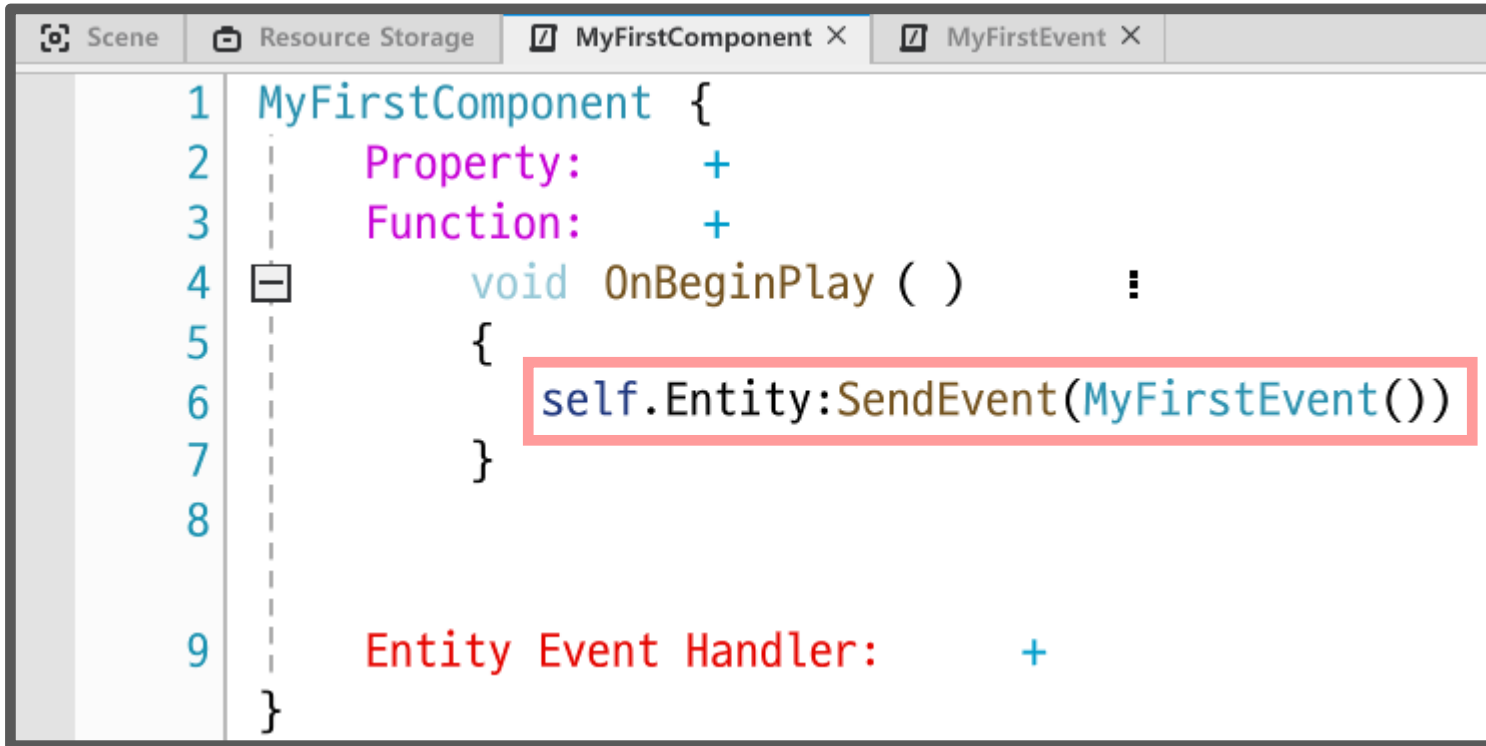 Scene Resource Storage MyFirstComponent × MyFirstEvent ×
1 MyFirstComponent {
2 Property: +
3 Function: +
4 void OnBeginPlay ( )
5 {
6 self.Entity:SendEvent(MyFirstEvent())
7 }
8
9 Entity Event Handler: +
}